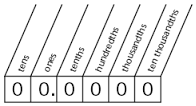 tens
ones
tenths
hundredths
thousandths
ten thousandths
0 0. 0 0 0 0